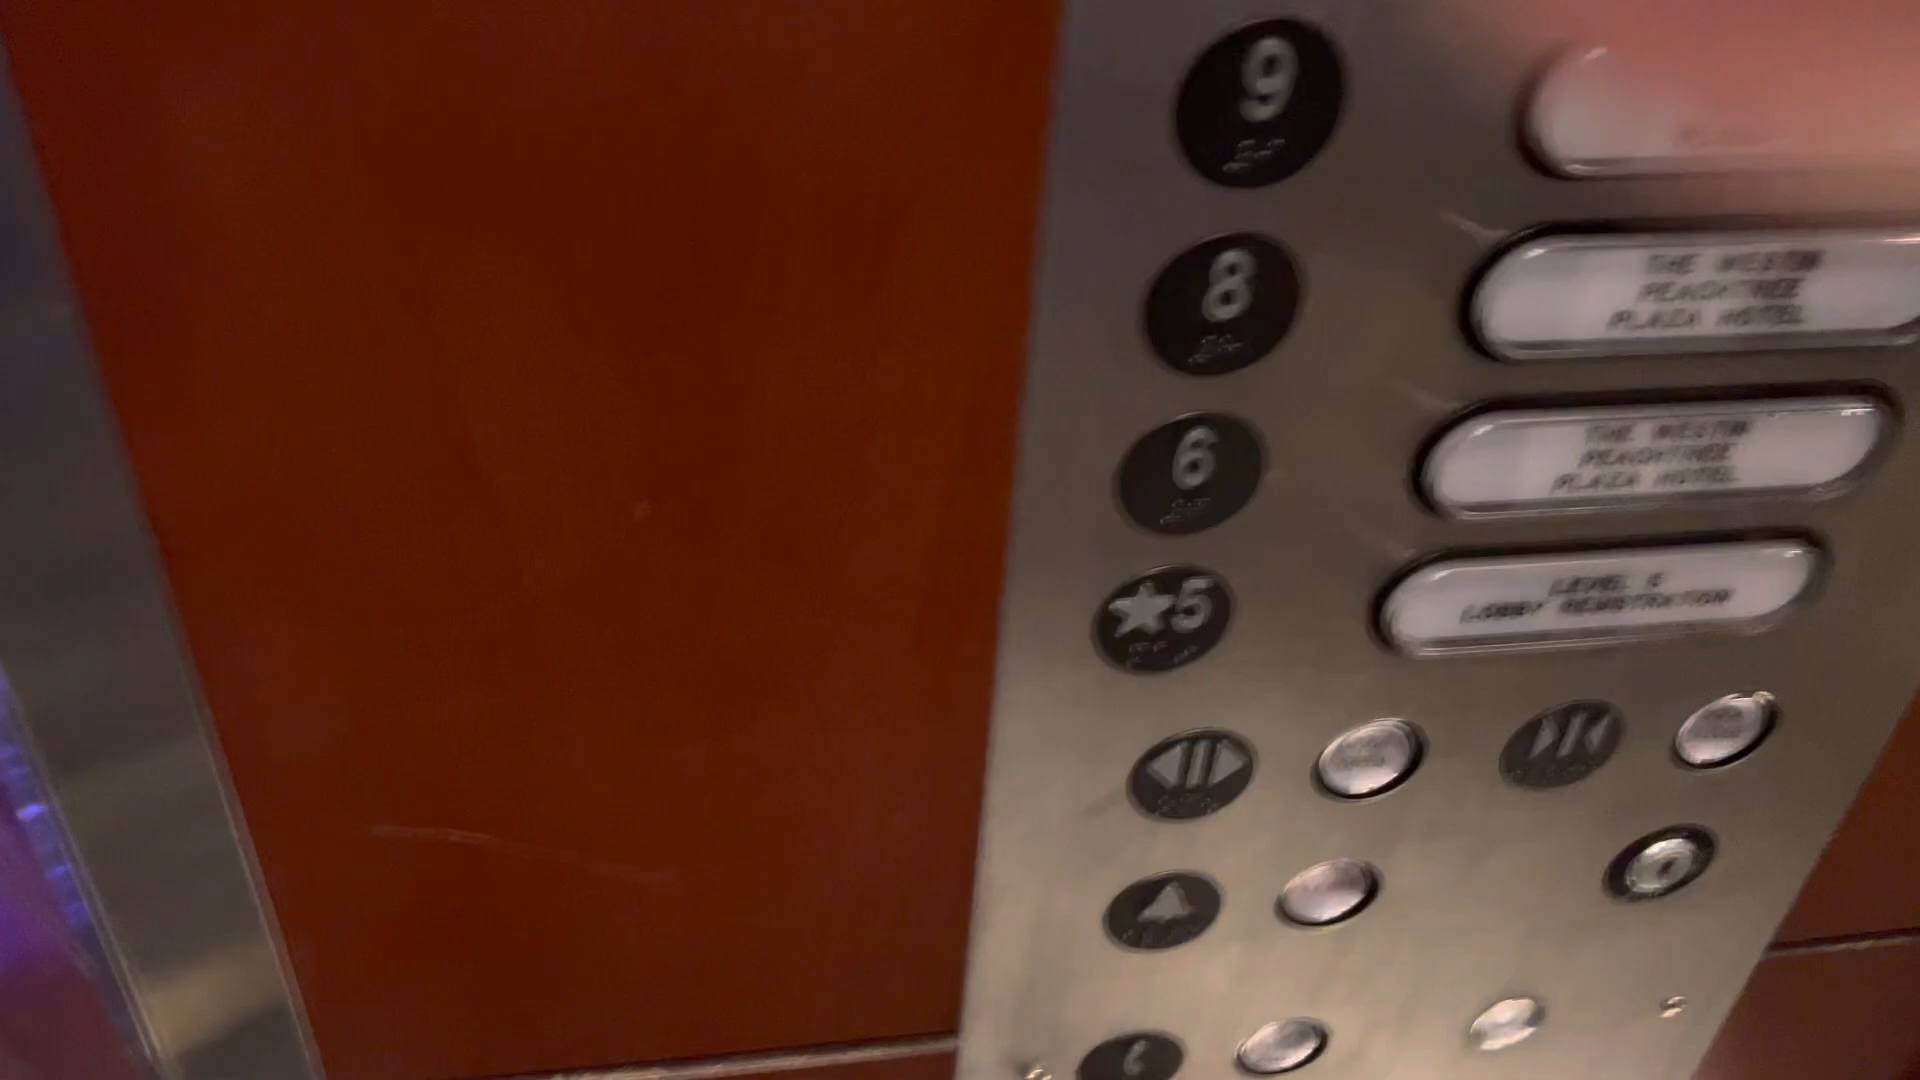 9
8
THE WESTIN
PEACHTREE
PLAZA HOTEL
6
THE WESTIN
PEACHTREE
PLAZA HOTEL
★5
LEVEL 5
LOBBY REGISTRATION